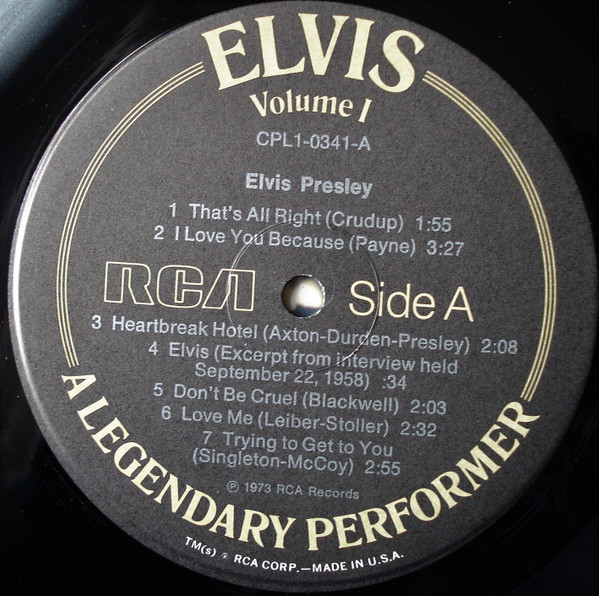 ELVIS
Volume I
CPL1-0341-A
Elvis Presley
1 That's All Right (Crudup) 1:55
2 I Love You Because (Payne) 3:27
RCA Side A
3 Heartbreak Hotel (Axton-Durden-Presley) 2:08
4 Elvis (Excerpt from interview held
September 22, 1958) :34
5 Don't Be Cruel (Blackwell) 2:03
6 Love Me (Leiber-Stoller) 2:32
7 Trying to Get to You
(Singleton-McCoy) 2:55
℗ 1973 RCA Records
A LEGENDARY PERFORMER
TM(s) ® RCA CORP.—MADE IN U.S.A.